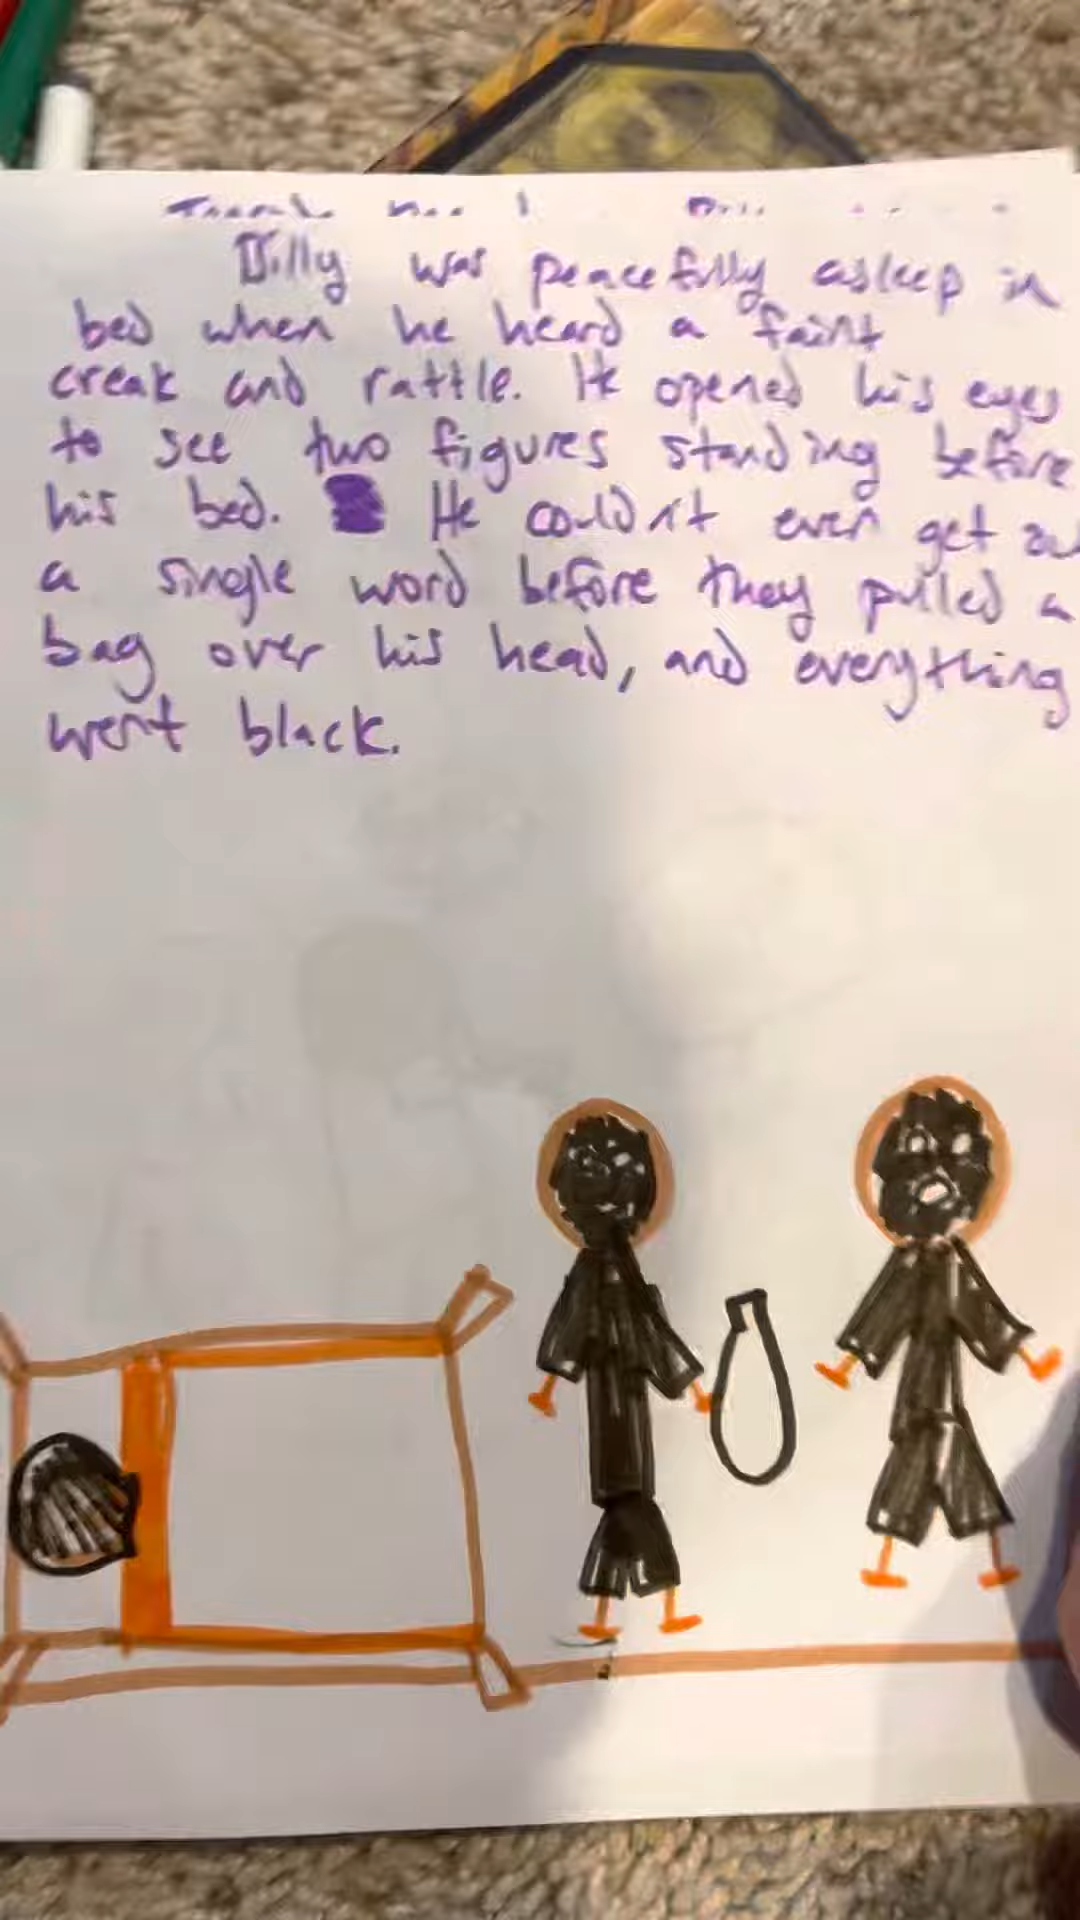 Billy was peacefully asleep in
bed when he heard a faint
creak and rattle. He opened his eyes
to see two figures standing before
his bed. He couldn't even get
a single word before they pulled a
bag over his head, and everything
went black.